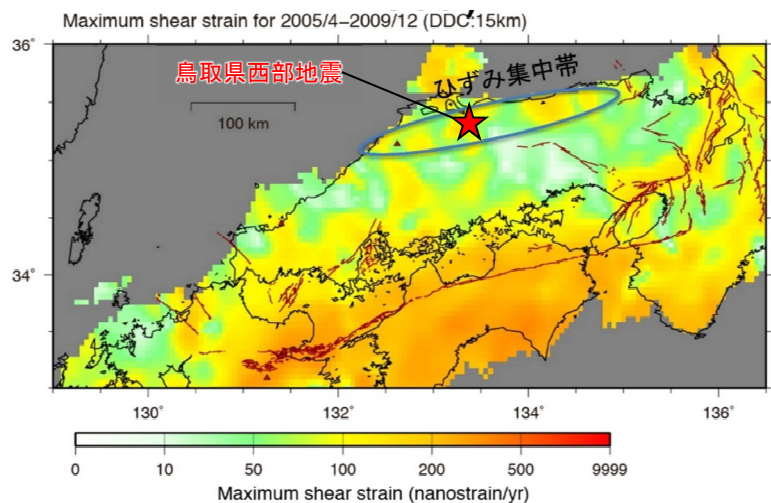 Maximum shear strain for 2005/4−2009/12 (DDC:15km)
36˚
鳥取県西部地震
ひずみ集中帯
100 km
34˚
130˚ 132˚ 134˚ 136˚
0 10 50 100 200 500 9999
Maximum shear strain (nanostrain/yr)